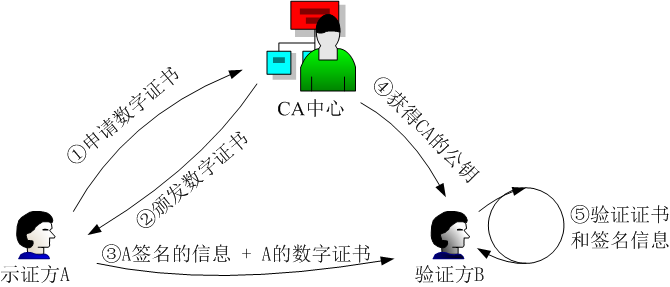 CA中心
①申请数字证书
②颁发数字证书
④获得CA的公钥
③A签名的信息 + A的数字证书
⑤验证证书
和签名信息
示证方A
验证方B